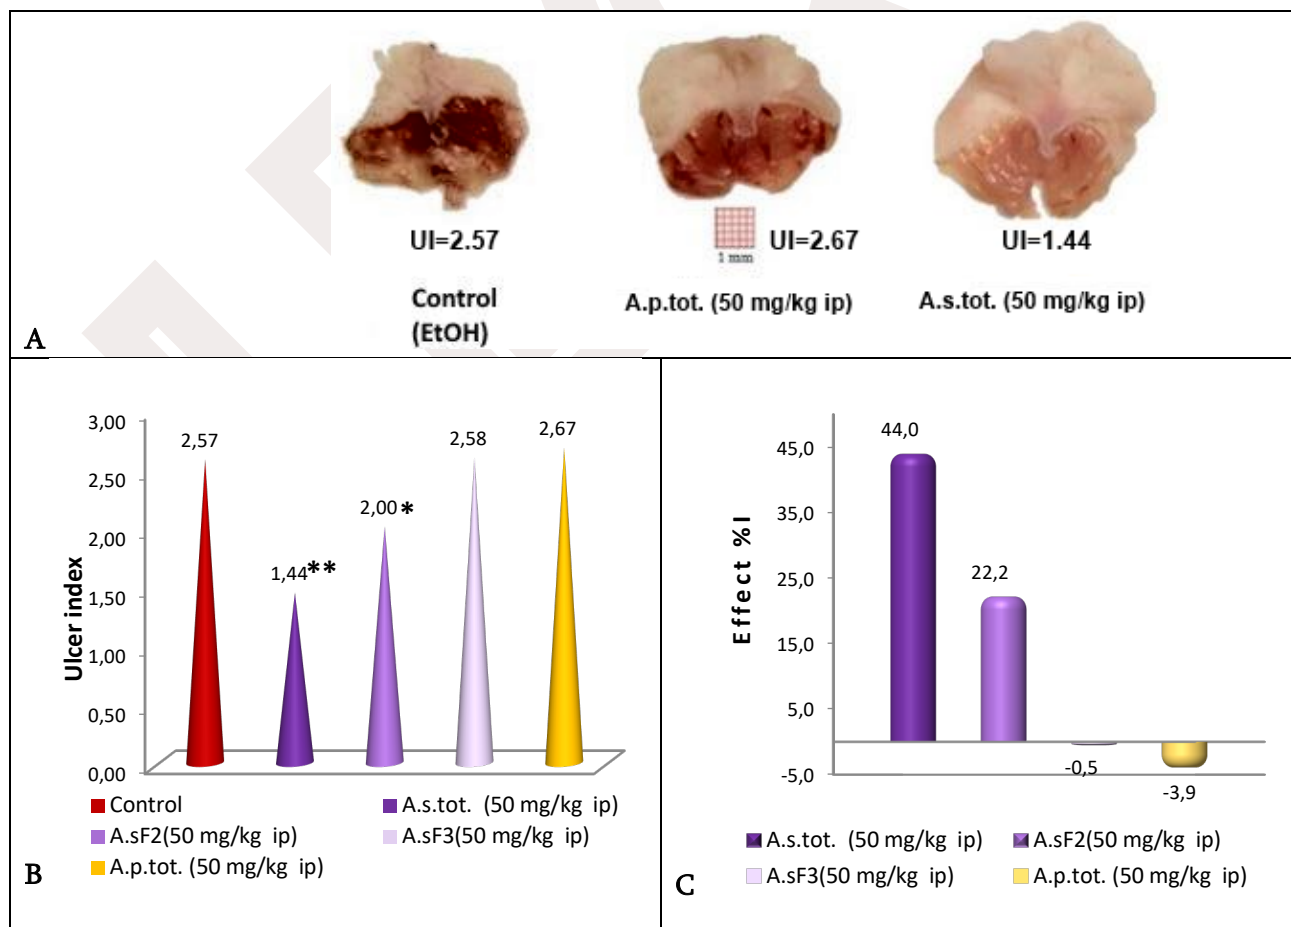 UI=2.57
UI=2.67
UI=1.44
1 mm
Control
(EtOH)
A.p.tot. (50 mg/kg ip)
A.s.tot. (50 mg/kg ip)
A
3,00
2,50
2,00
1,50
1,00
0,50
0,00
Ulcer index
2,57
1,44**
2,00*
2,58
2,67
Control
A.s.tot. (50 mg/kg ip)
A.sF2(50 mg/kg ip)
A.sF3(50 mg/kg ip)
A.p.tot. (50 mg/kg ip)
B
45,0
35,0
25,0
15,0
5,0
-5,0
Effect %I
44,0
22,2
-0,5
-3,9
A.s.tot. (50 mg/kg ip)
A.sF2(50 mg/kg ip)
A.sF3(50 mg/kg ip)
A.p.tot. (50 mg/kg ip)
C